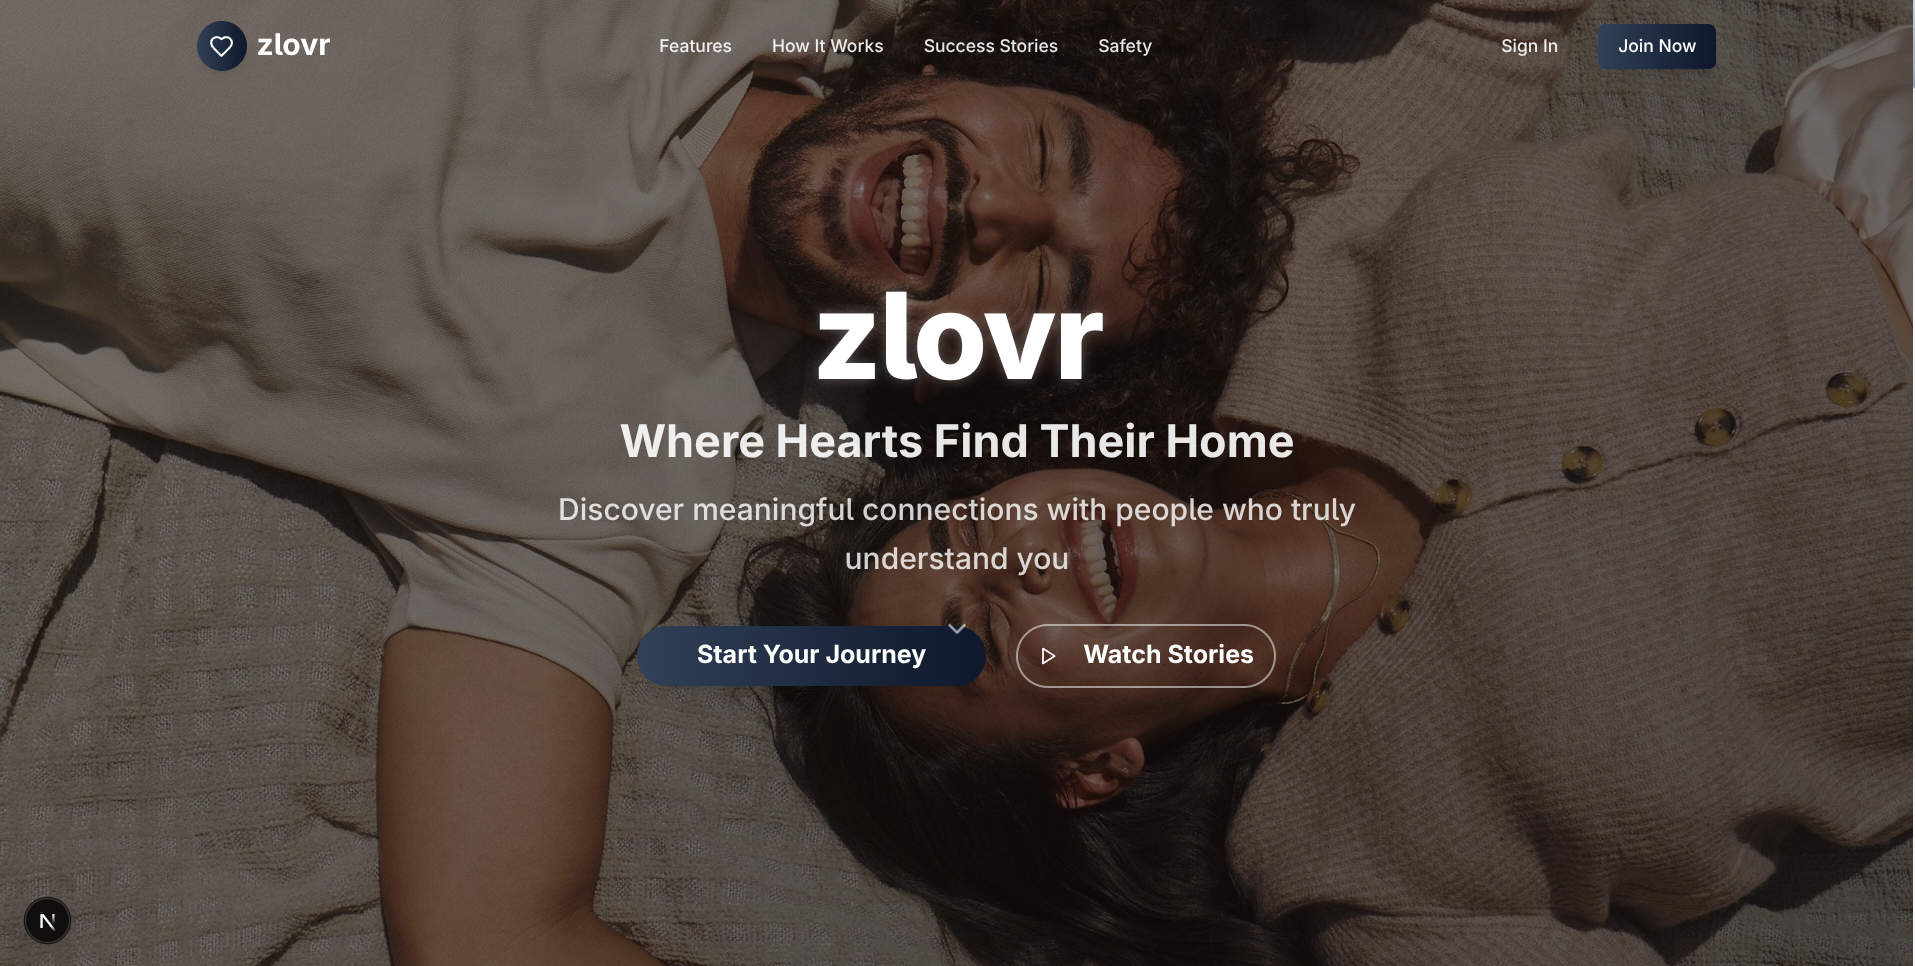 zlovr
Features
How It Works
Success Stories
Safety
Sign In
Join Now
zlovr
Where Hearts Find Their Home
Discover meaningful connections with people who truly
understand you
Start Your Journey
Watch Stories
N